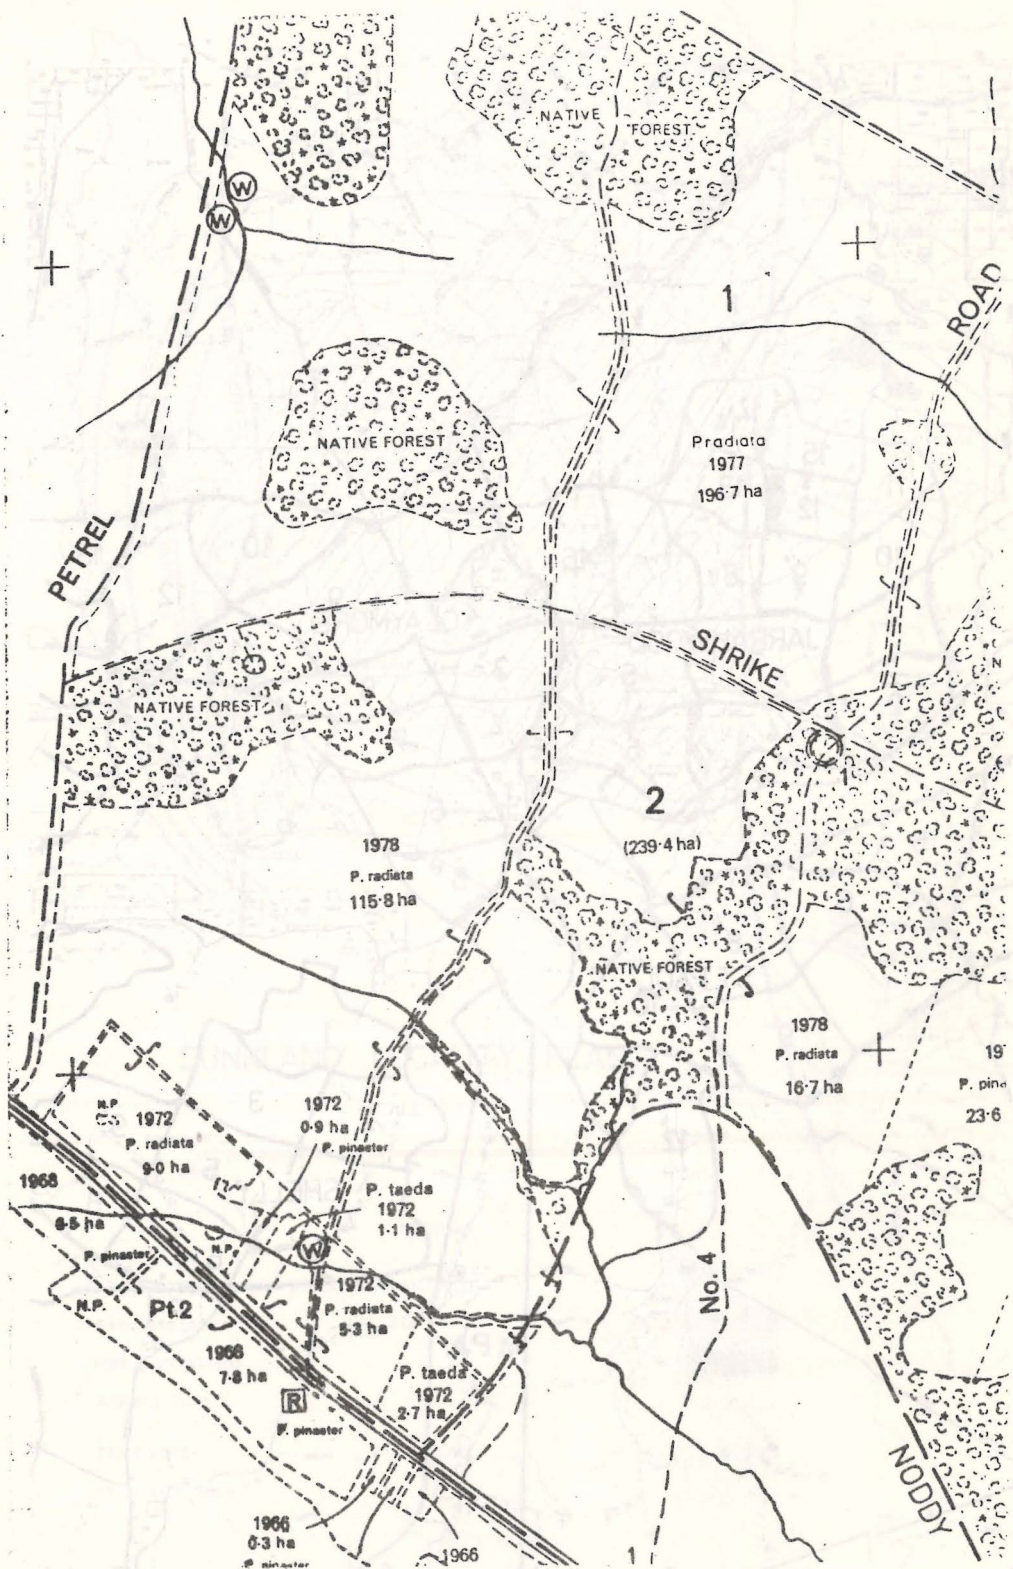 NATIVE
FOREST
W
W
1
ROAD
NATIVE FOREST
Pradiata
1977
196·7 ha
PETREL
SHRIKE
N
NATIVE FOREST
1
2
(239·4 ha)
1978
P. radiata
115·8 ha
NATIVE FOREST
1978
P. radiata
16·7 ha
19
P. pina
23·6
N.P
1972
P. radiata
9·0 ha
1972
0·9 ha
P. pinaster
1968
6·5 ha
P. pinaster
N.P.
P. taeda
1972
1·1 ha
W
N.P.
Pt.2
1972
P. radiata
5·3 ha
No. 4
1966
7·8 ha
R
P. pinaster
P. taeda
1972
2·7 ha
NODDY
1966
0·3 ha
P. pinaster
1966
1